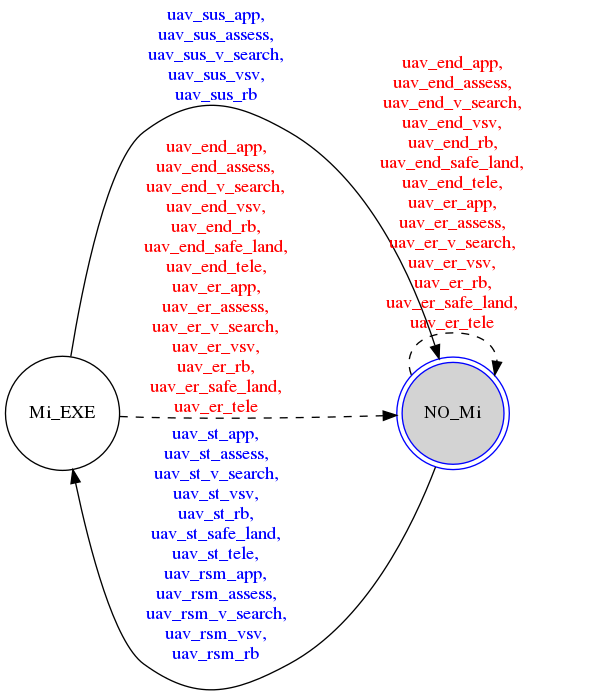 uav_sus_app,
uav_sus_assess,
uav_sus_v_search,
uav_sus_vsv,
uav_sus_rb
uav_end_app,
uav_end_assess,
uav_end_v_search,
uav_end_vsv,
uav_end_rb,
uav_end_safe_land,
uav_end_tele,
uav_er_app,
uav_er_assess,
uav_er_v_search,
uav_er_vsv,
uav_er_rb,
uav_er_safe_land,
uav_er_tele
uav_end_app,
uav_end_assess,
uav_end_v_search,
uav_end_vsv,
uav_end_rb,
uav_end_safe_land,
uav_end_tele,
uav_er_app,
uav_er_assess,
uav_er_v_search,
uav_er_vsv,
uav_er_rb,
uav_er_safe_land,
uav_er_tele
Mi_EXE
NO_Mi
uav_st_app,
uav_st_assess,
uav_st_v_search,
uav_st_vsv,
uav_st_rb,
uav_st_safe_land,
uav_st_tele,
uav_rsm_app,
uav_rsm_assess,
uav_rsm_v_search,
uav_rsm_vsv,
uav_rsm_rb